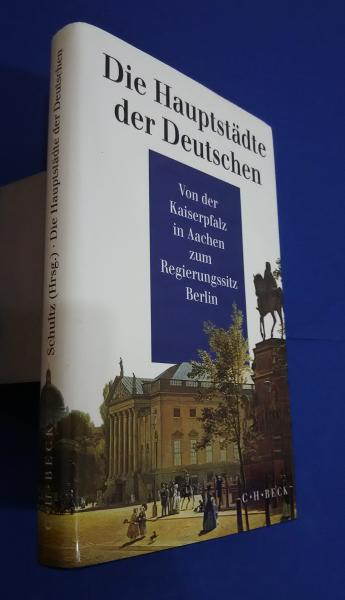 Die Hauptstädte
der Deutschen
Von der
Kaiserpfalz
in Aachen
zum
Regierungssitz
Berlin
C·H·BECK
Schultz (Hrsg.) · Die Hauptstädte der Deutschen
C·H·BECK